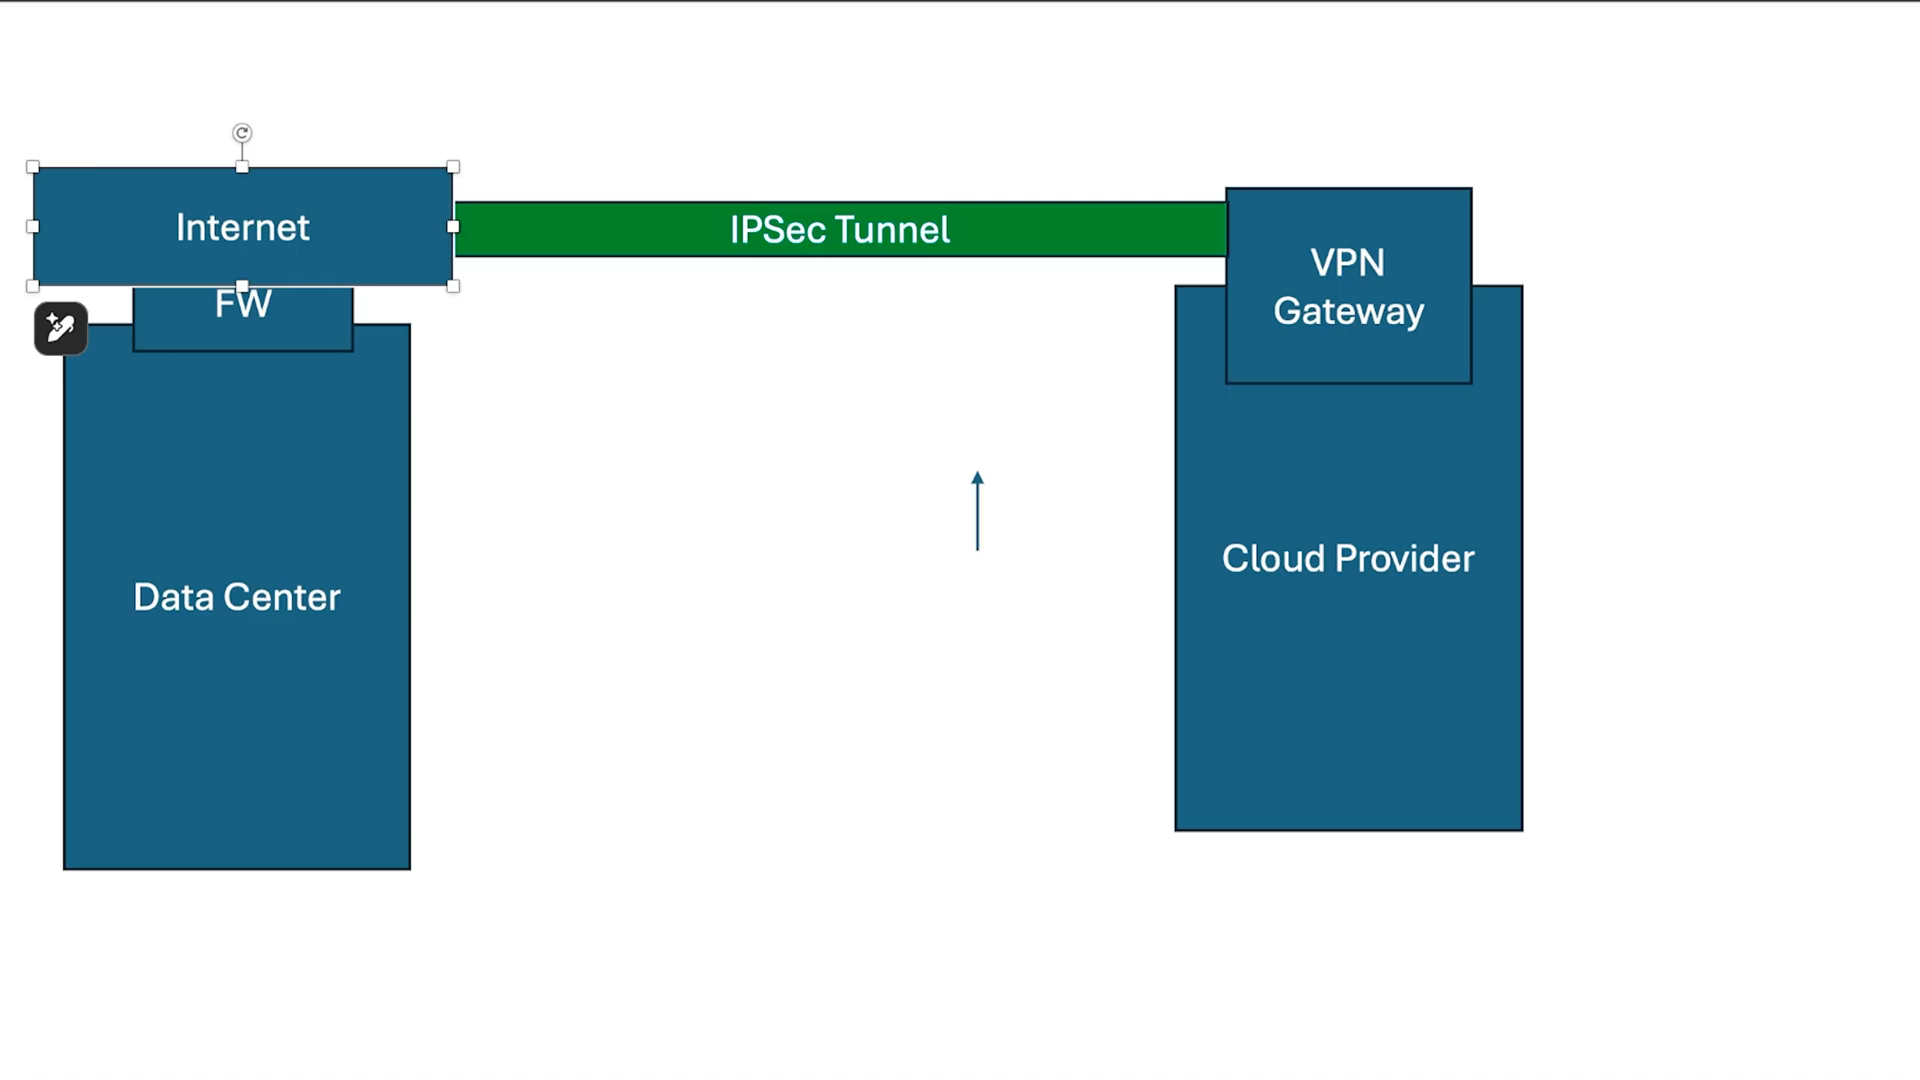 Internet
IPSec Tunnel
VPN
Gateway
FW
Data Center
Cloud Provider